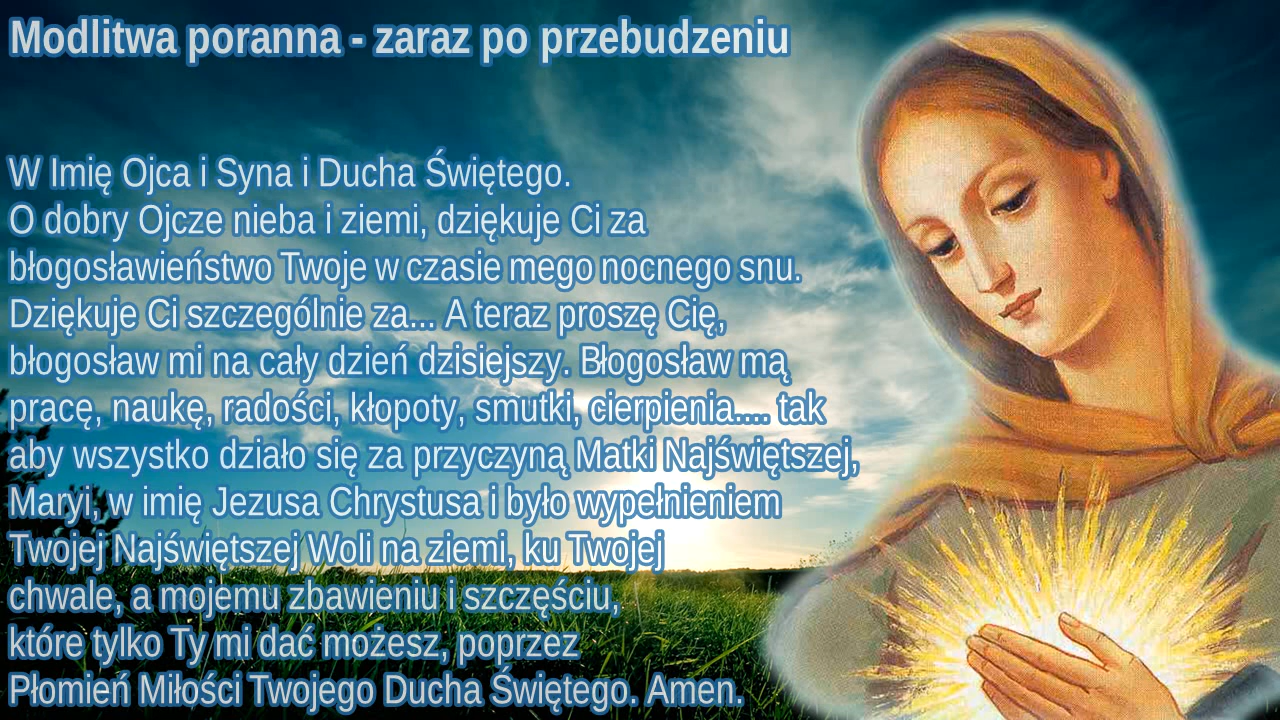 Modlitwa poranna - zaraz po przebudzeniu
W Imię Ojca i Syna i Ducha Świętego.
O dobry Ojcze nieba i ziemi, dziękuje Ci za
błogosławieństwo Twoje w czasie mego nocnego snu.
Dziękuje Ci szczególnie za... A teraz proszę Cię,
błogosław mi na cały dzień dzisiejszy. Błogosław mą
pracę, naukę, radości, kłopoty, smutki, cierpienia.... tak
aby wszystko działo się za przyczyną Matki Najświętszej,
Maryi, w imię Jezusa Chrystusa i było wypełnieniem
Twojej Najświętszej Woli na ziemi, ku Twojej
chwale, a mojemu zbawieniu i szczęściu,
które tylko Ty mi dać możesz, poprzez
Płomień Miłości Twojego Ducha Świętego. Amen.